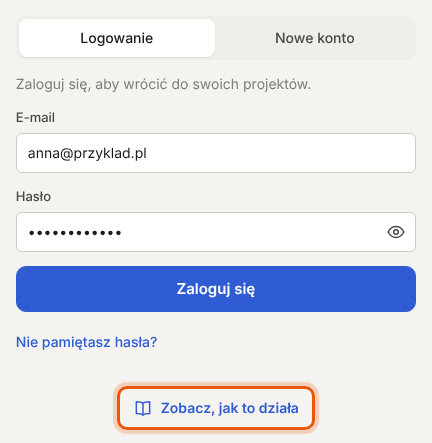 Logowanie
Nowe konto
Zaloguj się, aby wrócić do swoich projektów.
E-mail
anna@przyklad.pl
Hasło
••••••••••••
Zaloguj się
Nie pamiętasz hasła?
Zobacz, jak to działa